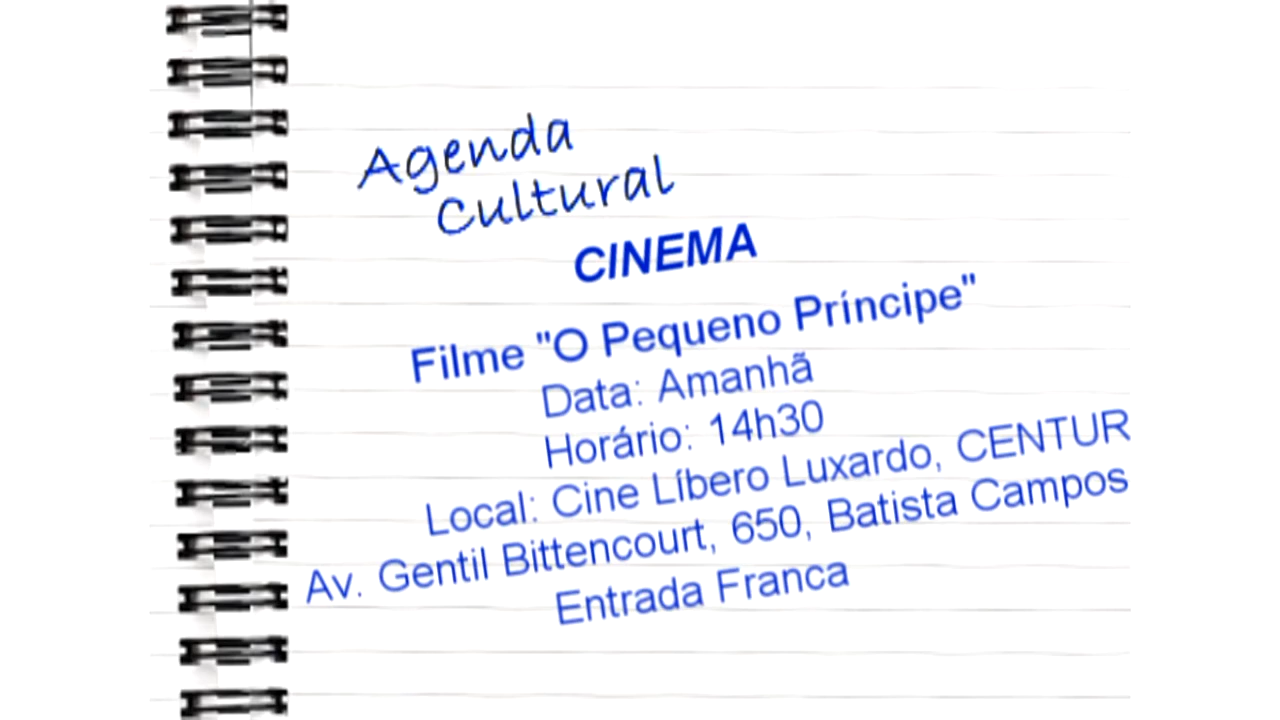 Agenda
Cultural
CINEMA
Filme "O Pequeno Príncipe"
Data: Amanhã
Horário: 14h30
Local: Cine Líbero Luxardo, CENTUR
Av. Gentil Bittencourt, 650, Batista Campos
Entrada Franca